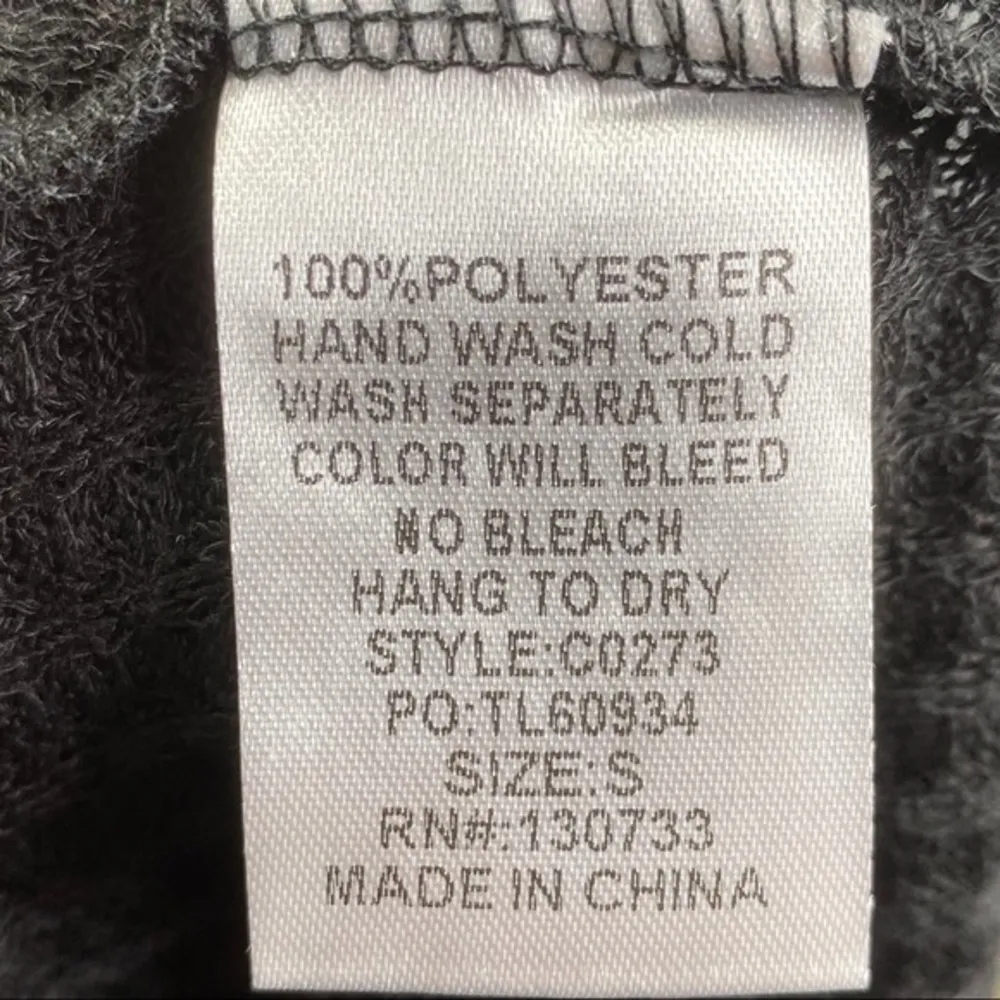 100%POLYESTER
HAND WASH COLD
WASH SEPARATELY
COLOR WILL BLEED
NO BLEACH
HANG TO DRY
STYLE:C0273
PO:TL60934
SIZE:S
RN#:130733
MADE IN CHINA